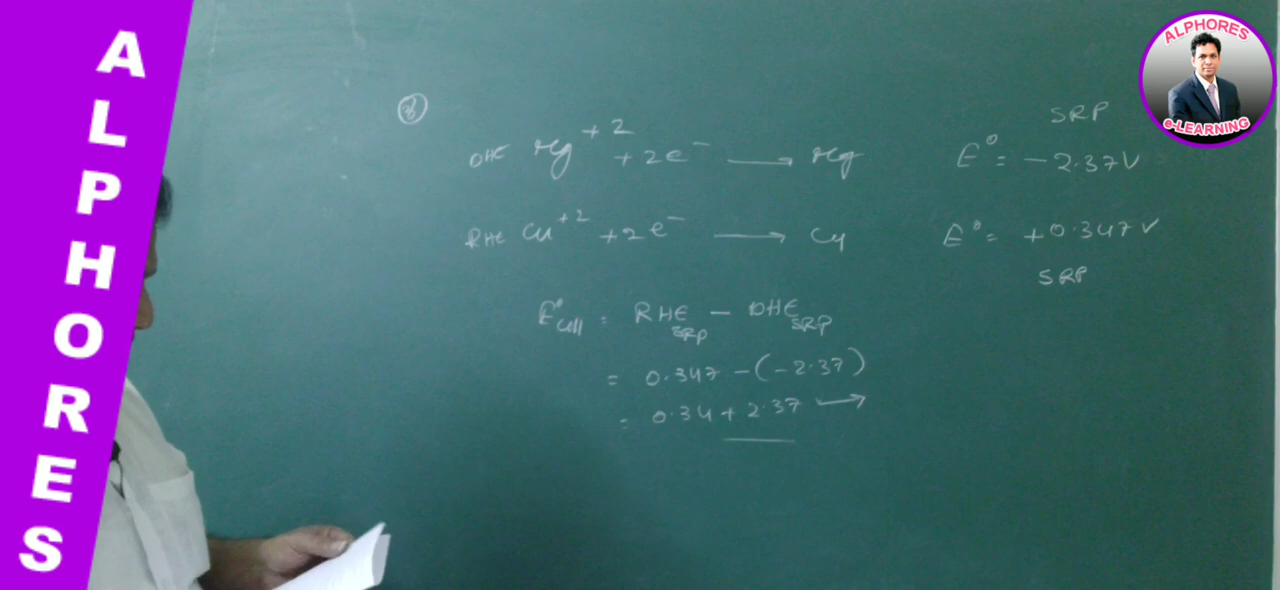 ALPHORES
ALPHORES
e-LEARNING
SRP
OHE Mg+2 + 2e- → Mg E°= -2.37V
RHE Cu+2 + 2e- → Cu E°= +0.347V
SRP
E°cell = RHE SRP - OHE SRP
= 0.347 -(-2.37)
= 0.34 + 2.37 →